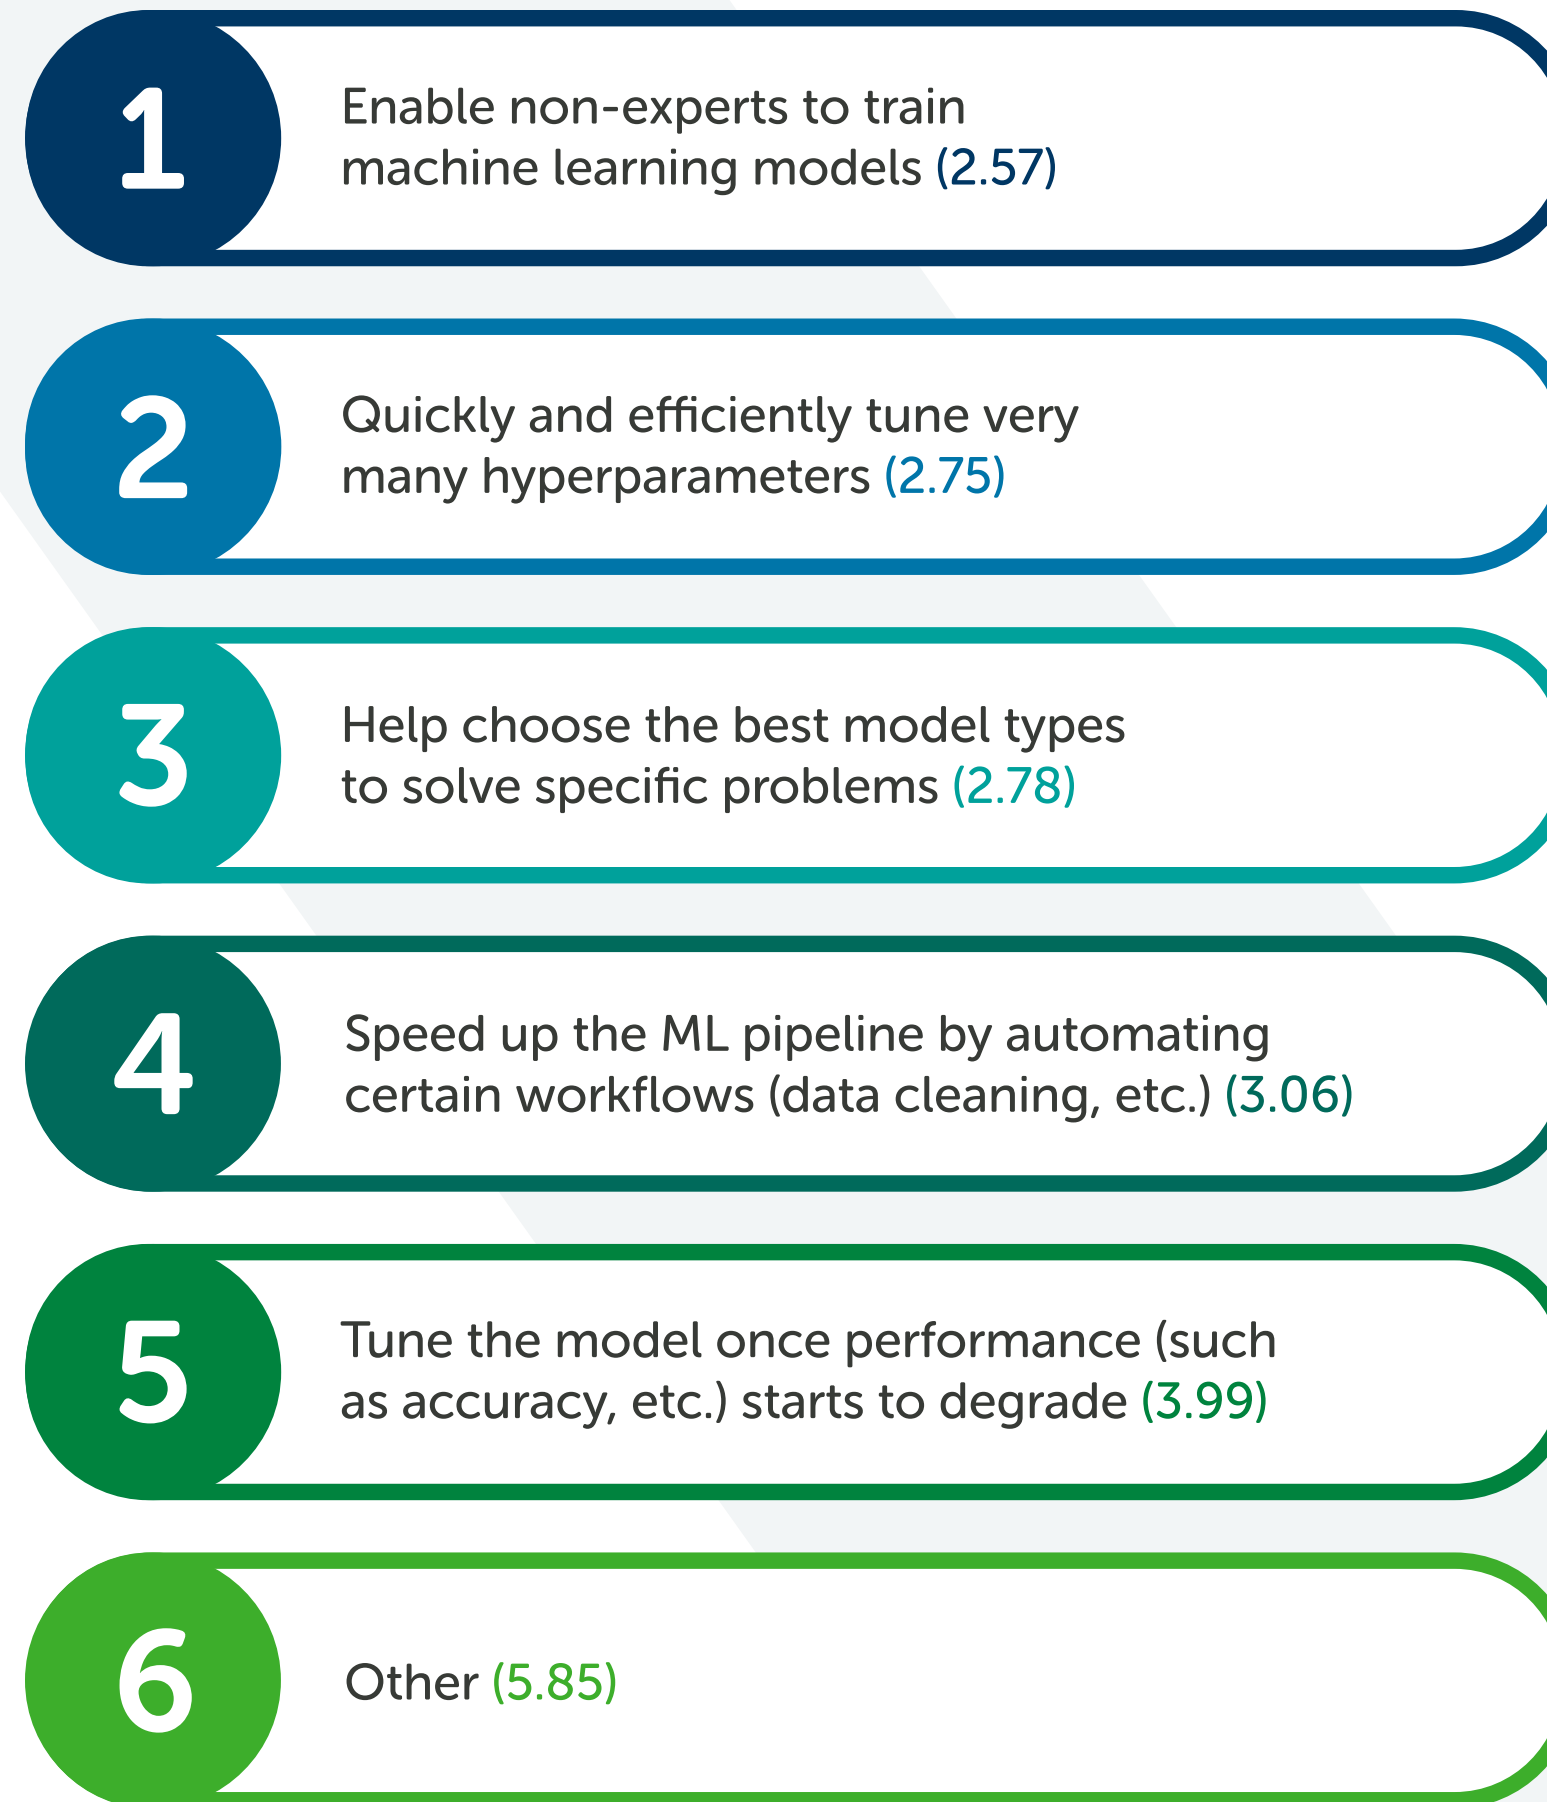 1
Enable non-experts to train
machine learning models (2.57)
2
Quickly and efficiently tune very
many hyperparameters (2.75)
3
Help choose the best model types
to solve specific problems (2.78)
4
Speed up the ML pipeline by automating
certain workflows (data cleaning, etc.) (3.06)
5
Tune the model once performance (such
as accuracy, etc.) starts to degrade (3.99)
6
Other (5.85)